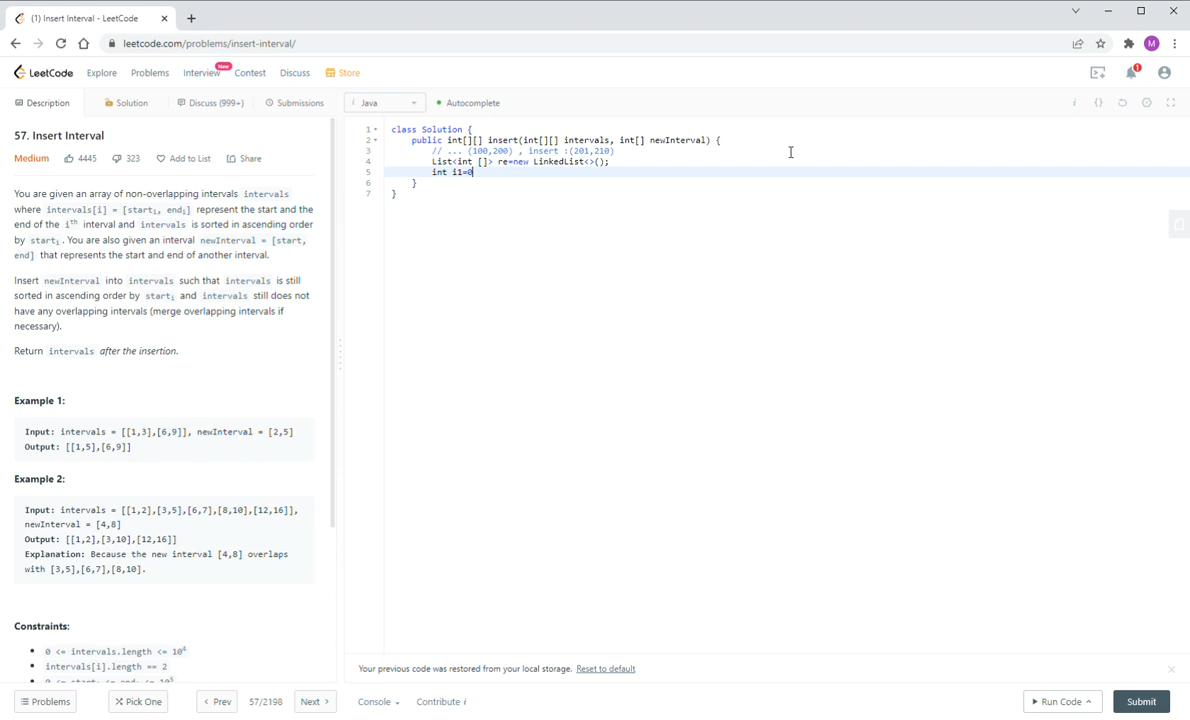 (1) Insert Interval - LeetCode
leetcode.com/problems/insert-interval/
M
LeetCode Explore Problems Interview New Contest Discuss Store 1
Description Solution Discuss (999+) Submissions
i Java Autocomplete
57. Insert Interval
Medium 4445 323 Add to List Share
You are given an array of non-overlapping intervals intervals
where intervals[i] = [starti, endi] represent the start and the
end of the ith interval and intervals is sorted in ascending order
by starti. You are also given an interval newInterval = [start,
end] that represents the start and end of another interval.
Insert newInterval into intervals such that intervals is still
sorted in ascending order by starti and intervals still does not
have any overlapping intervals (merge overlapping intervals if
necessary).
Return intervals after the insertion.
Example 1:
Input: intervals = [[1,3],[6,9]], newInterval = [2,5]
Output: [[1,5],[6,9]]
Example 2:
Input: intervals = [[1,2],[3,5],[6,7],[8,10],[12,16]],
newInterval = [4,8]
Output: [[1,2],[3,10],[12,16]]
Explanation: Because the new interval [4,8] overlaps
with [3,5],[6,7],[8,10].
Constraints:
0 <= intervals.length <= 10^4
intervals[i].length == 2
1 class Solution {
2 public int[][] insert(int[][] intervals, int[] newInterval) {
3 // ... (100,200) , insert :(201,210)
4 List<int []> re=new LinkedList<>();
5 int i1=0
6 }
7 }
Your previous code was restored from your local storage. Reset to default
Problems Pick One < Prev 57/2198 Next > Console Contribute i Run Code Submit